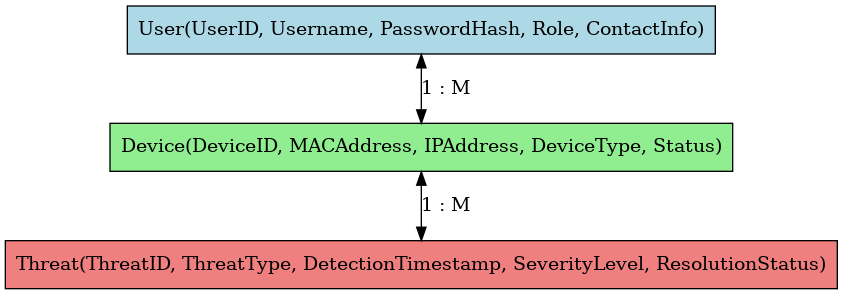 User(UserID, Username, PasswordHash, Role, ContactInfo)
1 : M
Device(DeviceID, MACAddress, IPAddress, DeviceType, Status)
1 : M
Threat(ThreatID, ThreatType, DetectionTimestamp, SeverityLevel, ResolutionStatus)